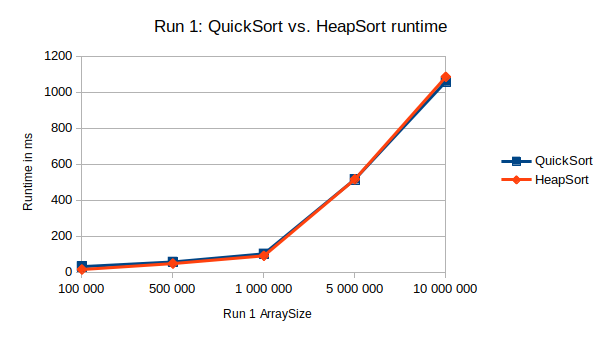 Run 1: QuickSort vs. HeapSort runtime
1200
1000
800
600
400
200
0
Runtime in ms
100 000 500 000 1 000 000 5 000 000 10 000 000
Run 1 ArraySize
QuickSort
HeapSort